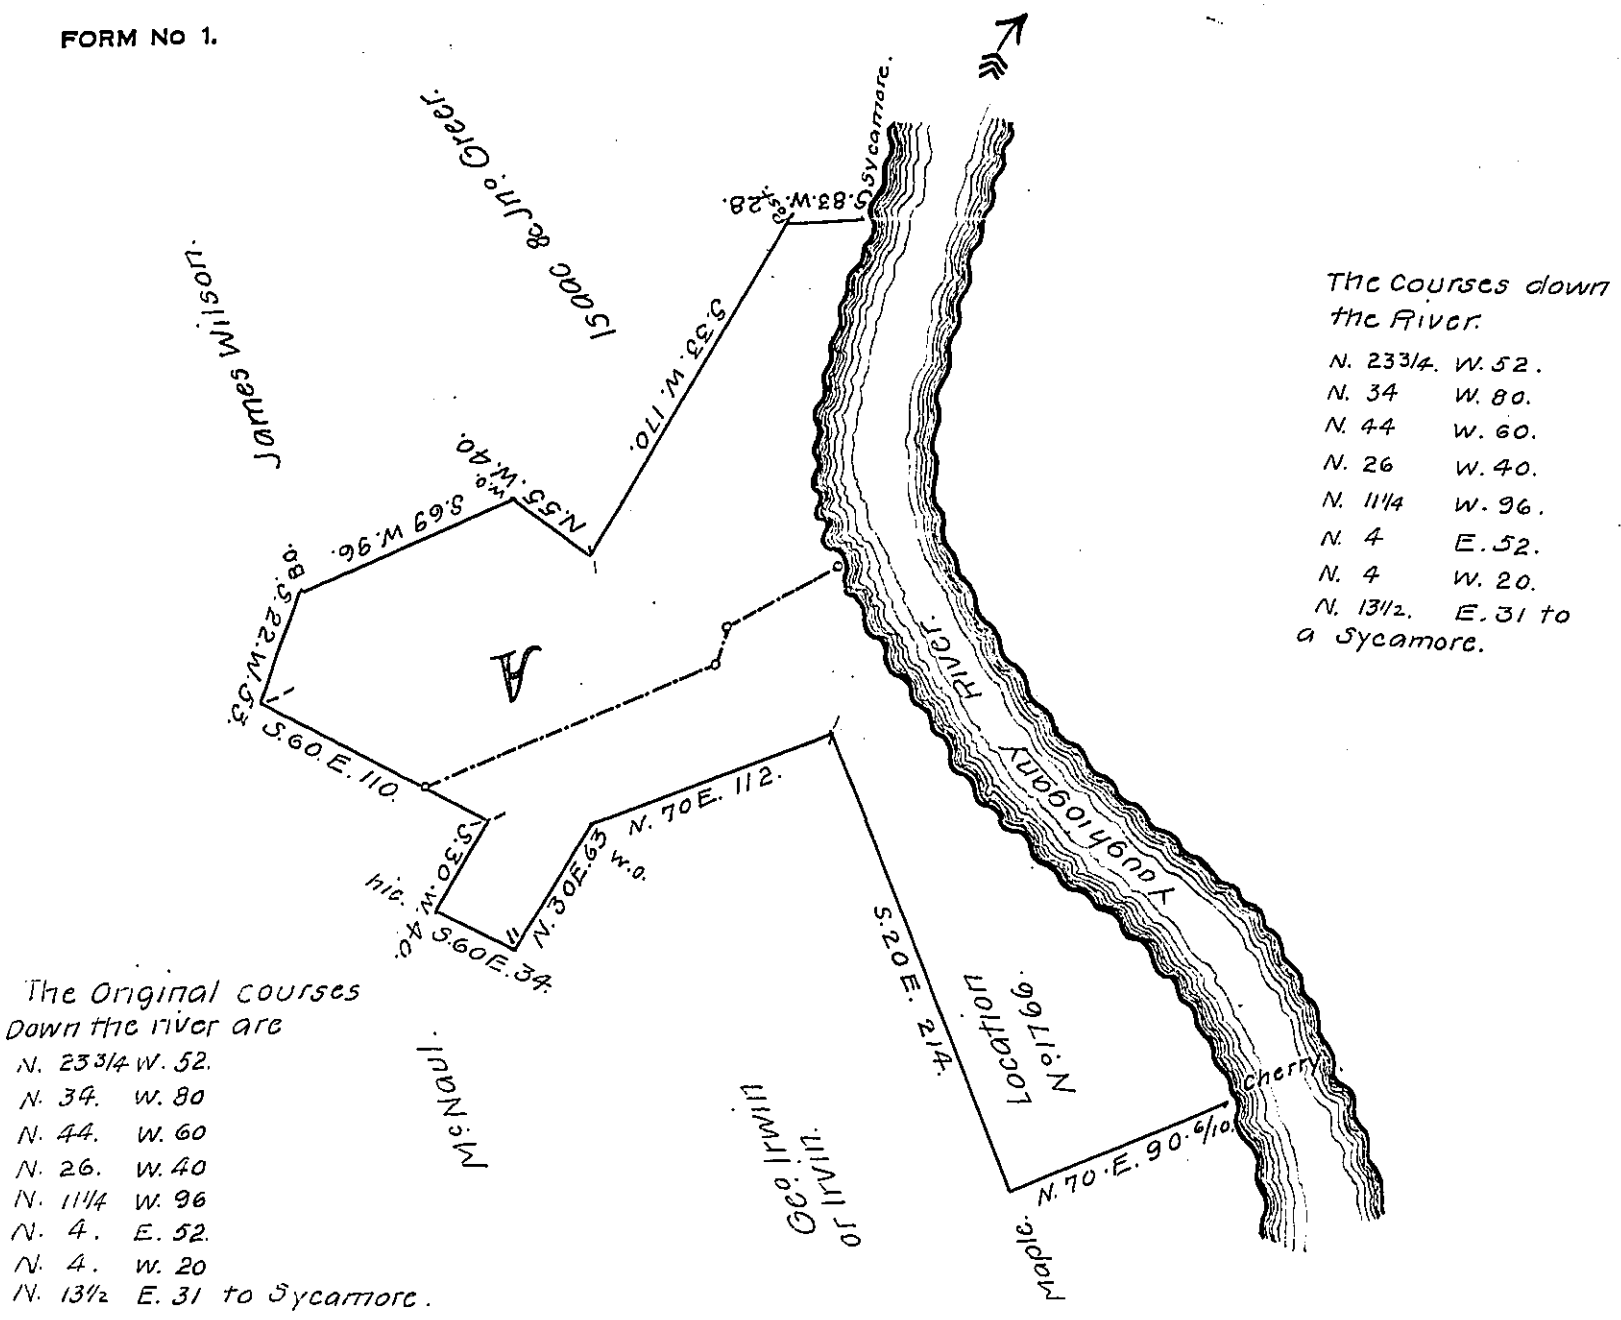 FORM No 1.
Isaac & Jnº. Greer.
James Wilson.
Sycamore.
S.83.W.28.
Post.
S.33.W.170.
N.55.W.40.
w.o.
S.69 W.96.
B.o.
S.22.W.53.
S.60.E.110.
S.30.W.40.
hic.
S.60E.34.
N.30E.63
w.o.
N.70E.112.
S.20E.214.
N.70.E.90.6/10.
Maple.
Cherry.
A
Location
Nº.1766.
Youghiogany
River.
McNaul.
Geo. Irwin
or Irvin.
The Courses down
the River.
N. 23 3/4. W. 52.
N. 34 W. 80.
N. 44 W. 60.
N. 26 W. 40.
N. 11 1/4 W. 96.
N. 4 E. 52.
N. 4 W. 20.
N. 13 1/2. E. 31 to
a Sycamore.
The Original courses
Down the river are
N. 23 3/4 W. 52.
N. 34. W. 80
N. 44. W. 60
N. 26. W. 40
N. 11 1/4 W. 96
N. 4. E. 52.
N. 4. W. 20
N. 13 1/2 E. 31 to Sycamore.